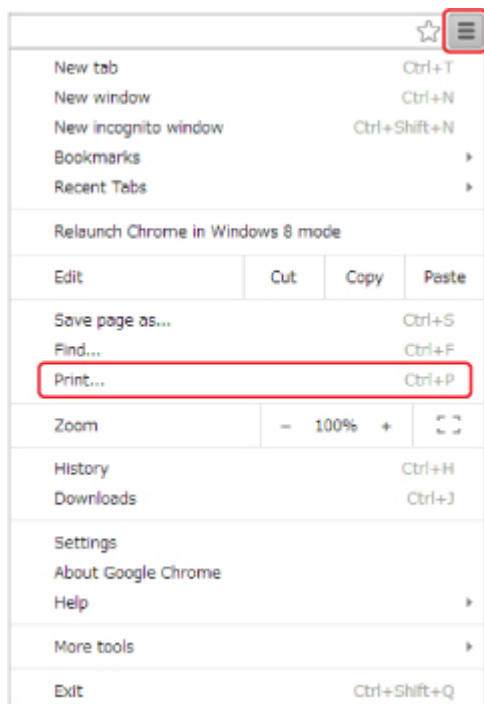 New tab Ctrl+T
New window Ctrl+N
New incognito window Ctrl+Shift+N
Bookmarks
Recent Tabs
Relaunch Chrome in Windows 8 mode
Edit Cut Copy Paste
Save page as... Ctrl+S
Find... Ctrl+F
Print... Ctrl+P
Zoom − 100% +
History Ctrl+H
Downloads Ctrl+J
Settings
About Google Chrome
Help
More tools
Exit Ctrl+Shift+Q